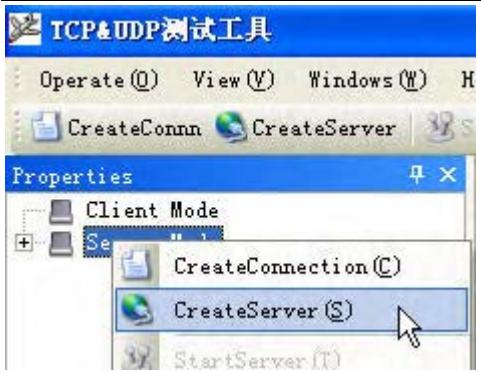 TCP&UDP测试工具
Operate(O) View(V) Windows(W) H
CreateConnn CreateServer S
Properties
Client Mode
CreateConnection(C)
CreateServer(S)
StartServer(T)